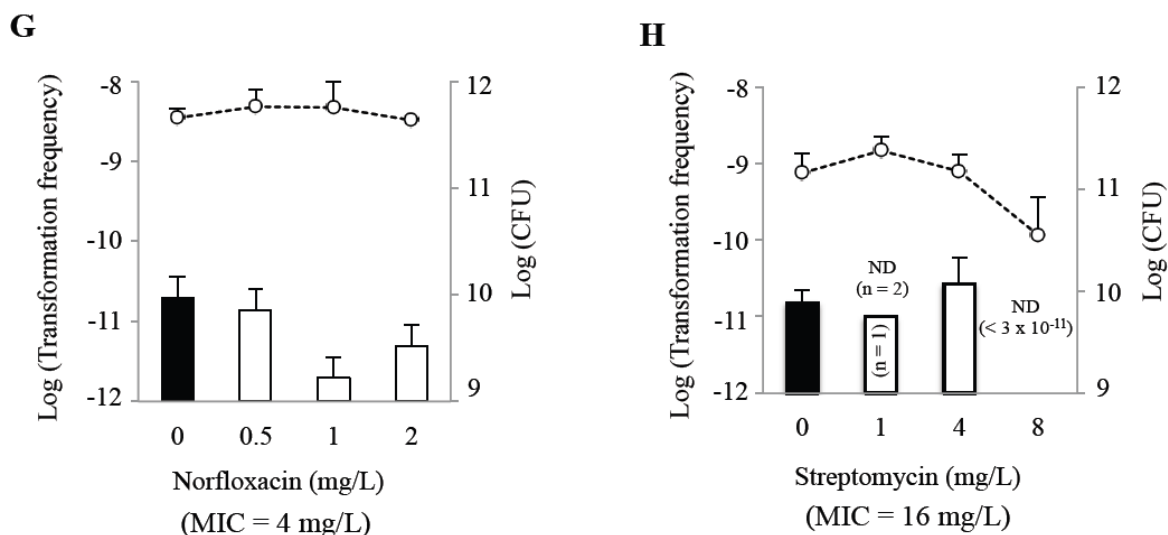 G
Log (Transformation frequency)
-8
-9
-10
-11
-12
12
11
10
9
Log (CFU)
0 0.5 1 2
Norfloxacin (mg/L)
(MIC = 4 mg/L)
H
Log (Transformation frequency)
-8
-9
-10
-11
-12
12
11
10
9
Log (CFU)
ND
(n = 2)
(n = 1)
ND
(< 3 x 10⁻¹¹)
0 1 4 8
Streptomycin (mg/L)
(MIC = 16 mg/L)